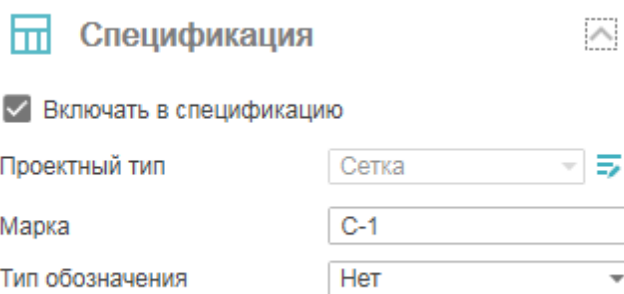 Спецификация
Включать в спецификацию
Проектный тип Сетка
Марка С-1
Тип обозначения Нет